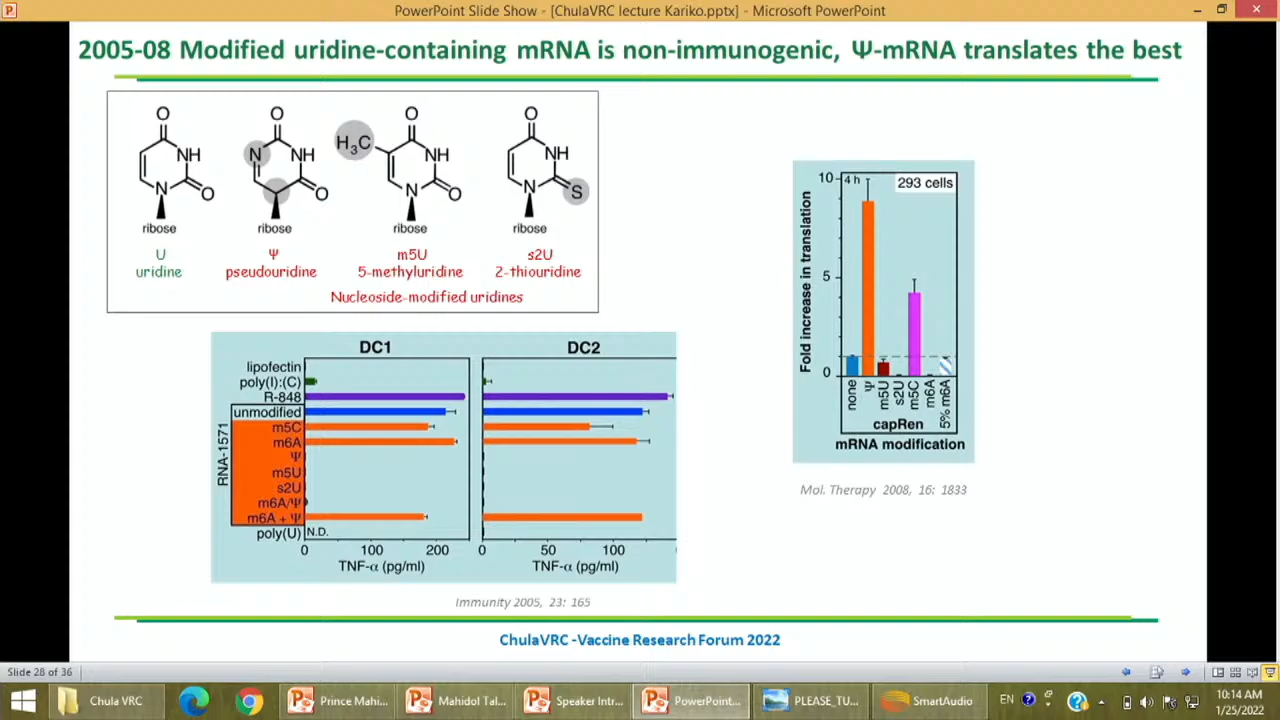 PowerPoint Slide Show - [ChulaVRC lecture Kariko.pptx] - Microsoft PowerPoint
2005-08 Modified uridine-containing mRNA is non-immunogenic, Ψ-mRNA translates the best
O
NH
N
O
ribose
U
uridine
O
N
NH
O
ribose
Ψ
pseudouridine
O
H3C
NH
N
O
ribose
m5U
5-methyluridine
O
NH
N
S
ribose
s2U
2-thiouridine
Nucleoside-modified uridines
DC1
DC2
lipofectin
poly(I):(C)
R-848
RNA-1571
unmodified
m5C
m6A
Ψ
m5U
s2U
m6A/Ψ
m6A + Ψ
poly(U) N.D.
0 100 200
TNF-α (pg/ml)
0 50 100
TNF-α (pg/ml)
Immunity 2005, 23: 165
Fold increase in translation
10
5
0
4 h
293 cells
none
Ψ
m5U
s2U
m5C
m6A
5% m6A
capRen
mRNA modification
Mol. Therapy 2008, 16: 1833
ChulaVRC -Vaccine Research Forum 2022
Slide 28 of 36
Chula VRC
Prince Mahi...
Mahidol Tal...
Speaker Intr...
PowerPoint...
PLEASE_TU...
SmartAudio
EN
10:14 AM
1/25/2022